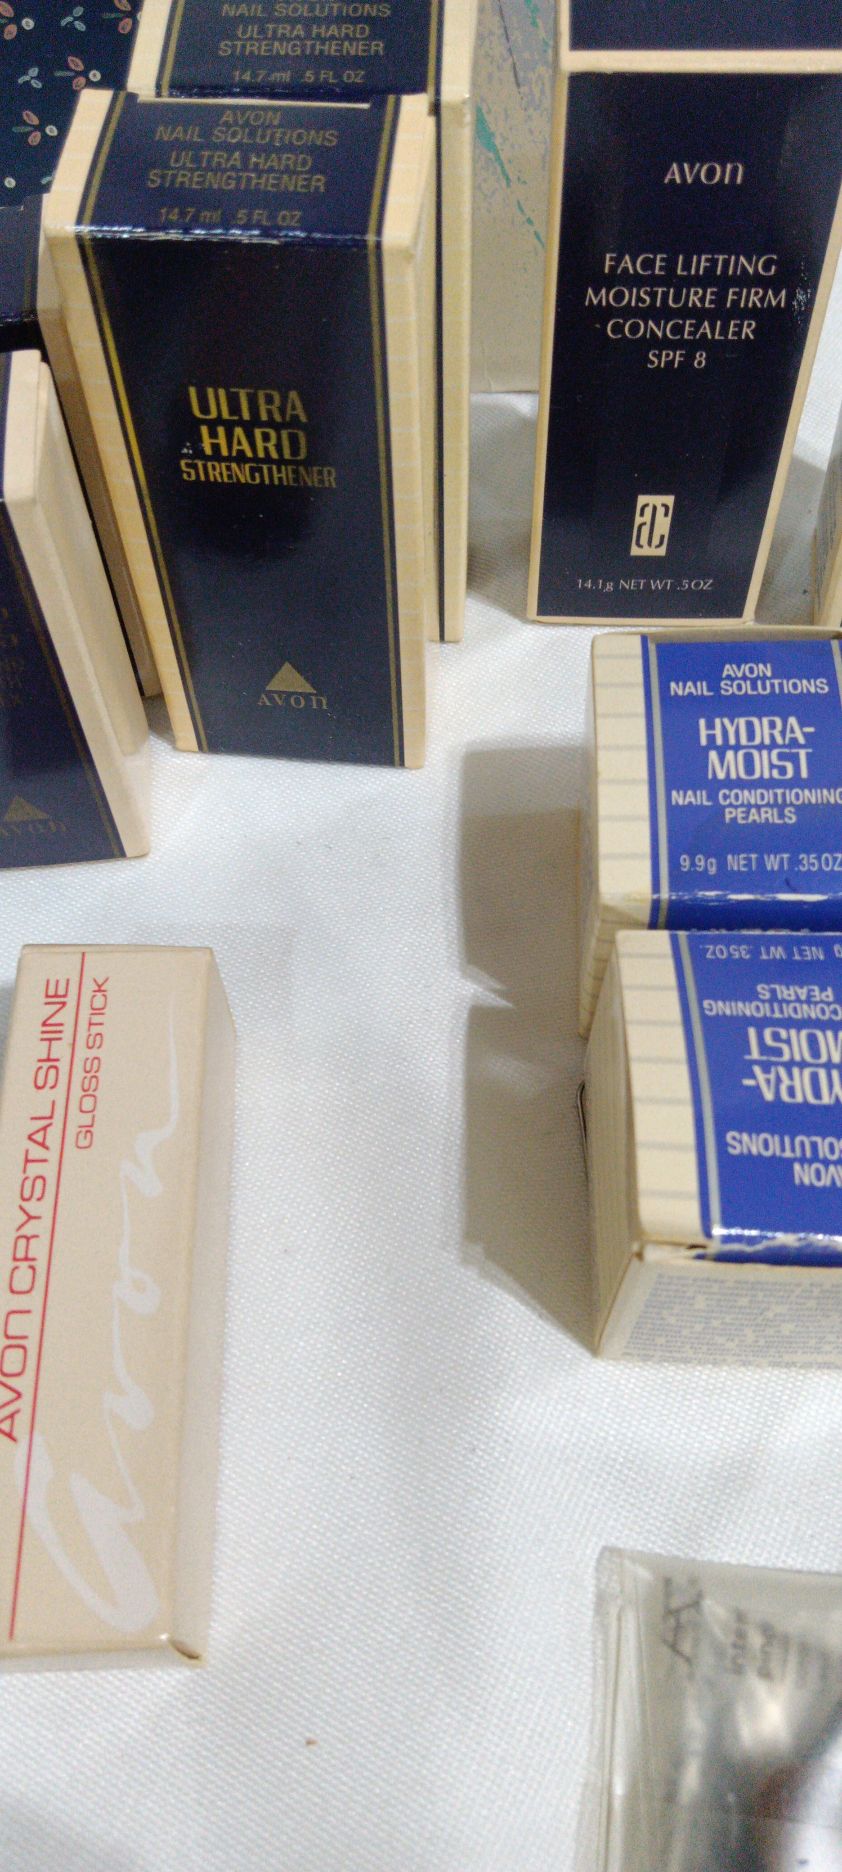 NAIL SOLUTIONS
ULTRA HARD
STRENGTHENER
14.7 ml .5 FL OZ
AVON
NAIL SOLUTIONS
ULTRA HARD
STRENGTHENER
14.7 ml .5 FL OZ
ULTRA
HARD
STRENGTHENER
AVON
AVON
FACE LIFTING
MOISTURE FIRM
CONCEALER
SPF 8
14.1g NET WT .5 OZ
AVON
AVON
NAIL SOLUTIONS
HYDRA-
MOIST
NAIL CONDITIONING
PEARLS
9.9g NET WT .35 OZ
AVON
SOLUTIONS
YDRA-
MOIST
CONDITIONING
PEARLS
g NET WT .35 OZ.
AVON CRYSTAL SHINE
GLOSS STICK
Avon